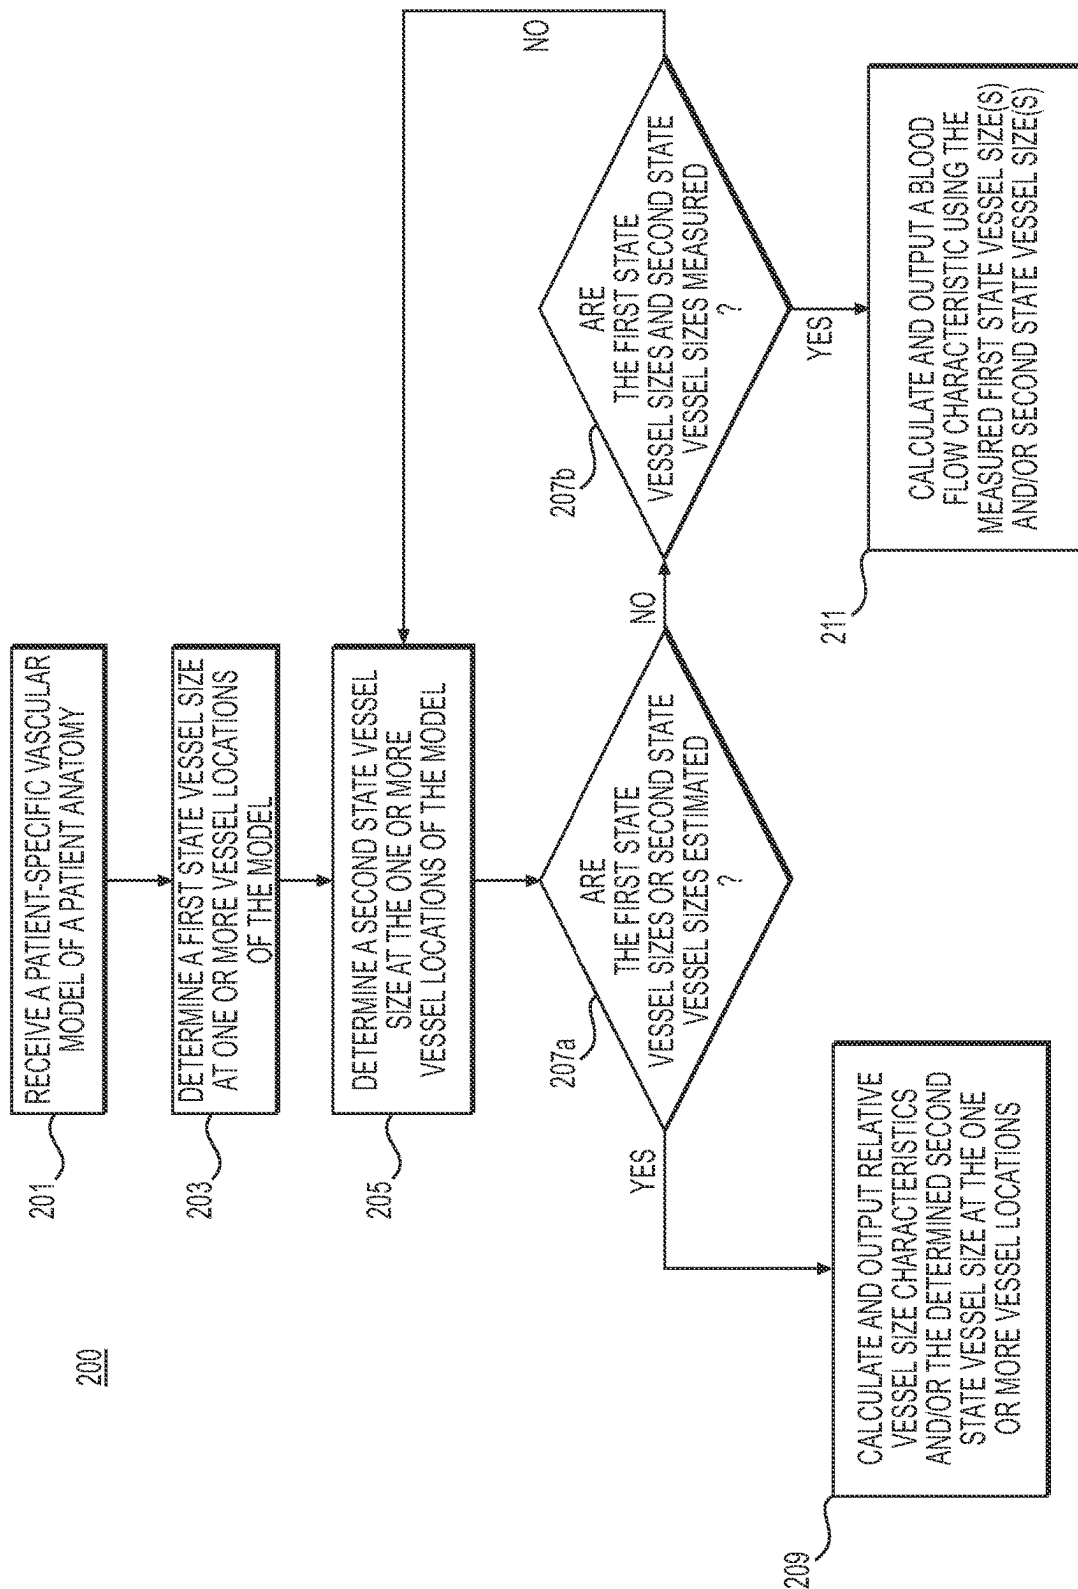 200
201
RECEIVE A PATIENT-SPECIFIC VASCULAR
MODEL OF A PATIENT ANATOMY
203
DETERMINE A FIRST STATE VESSEL SIZE
AT ONE OR MORE VESSEL LOCATIONS
OF THE MODEL
205
DETERMINE A SECOND STATE VESSEL
SIZE AT THE ONE OR MORE
VESSEL LOCATIONS OF THE MODEL
207a
ARE
THE FIRST STATE
VESSEL SIZES OR SECOND STATE
VESSEL SIZES ESTIMATED
?
YES
NO
207b
ARE
THE FIRST STATE
VESSEL SIZES AND SECOND STATE
VESSEL SIZES MEASURED
?
NO
YES
209
CALCULATE AND OUTPUT RELATIVE
VESSEL SIZE CHARACTERISTICS
AND/OR THE DETERMINED SECOND
STATE VESSEL SIZE AT THE ONE
OR MORE VESSEL LOCATIONS
211
CALCULATE AND OUTPUT A BLOOD
FLOW CHARACTERISTIC USING THE
MEASURED FIRST STATE VESSEL SIZE(S)
AND/OR SECOND STATE VESSEL SIZE(S)